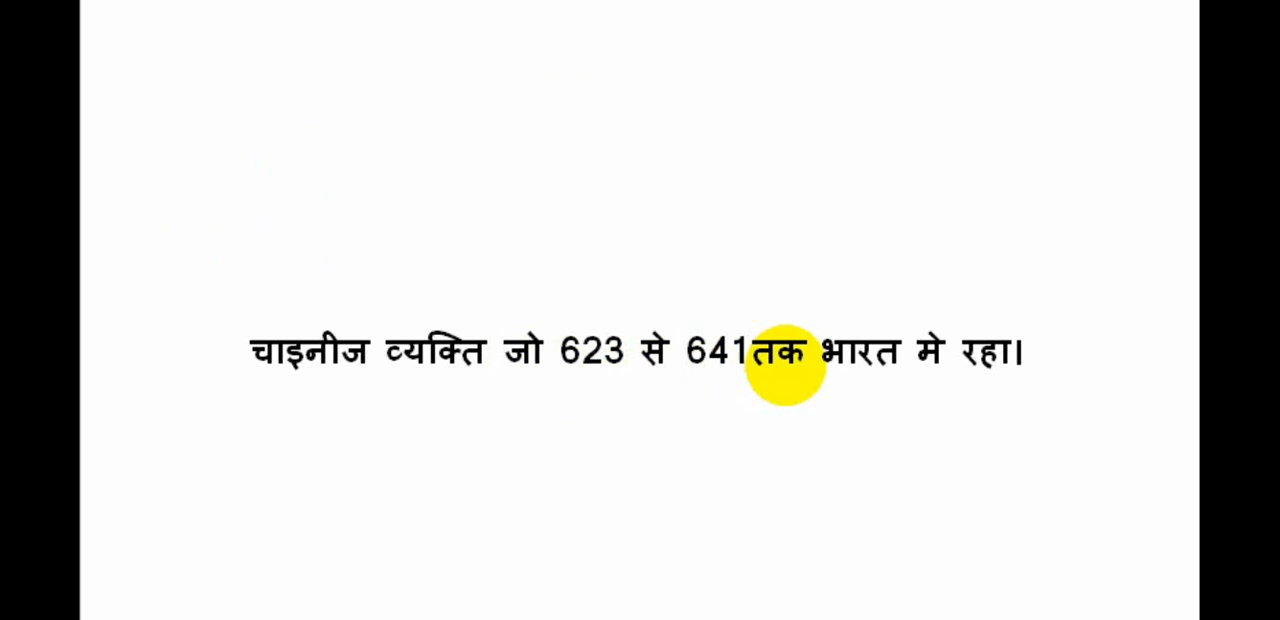 चाइनीज व्यक्ति जो 623 से 641तक भारत मे रहा।